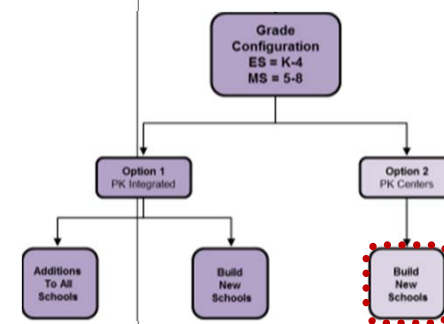 Grade
Configuration
ES = K-4
MS = 5-8
Option 1
PK Integrated
Option 2
PK Centers
Additions
To All
Schools
Build
New
Schools
Build
New
Schools